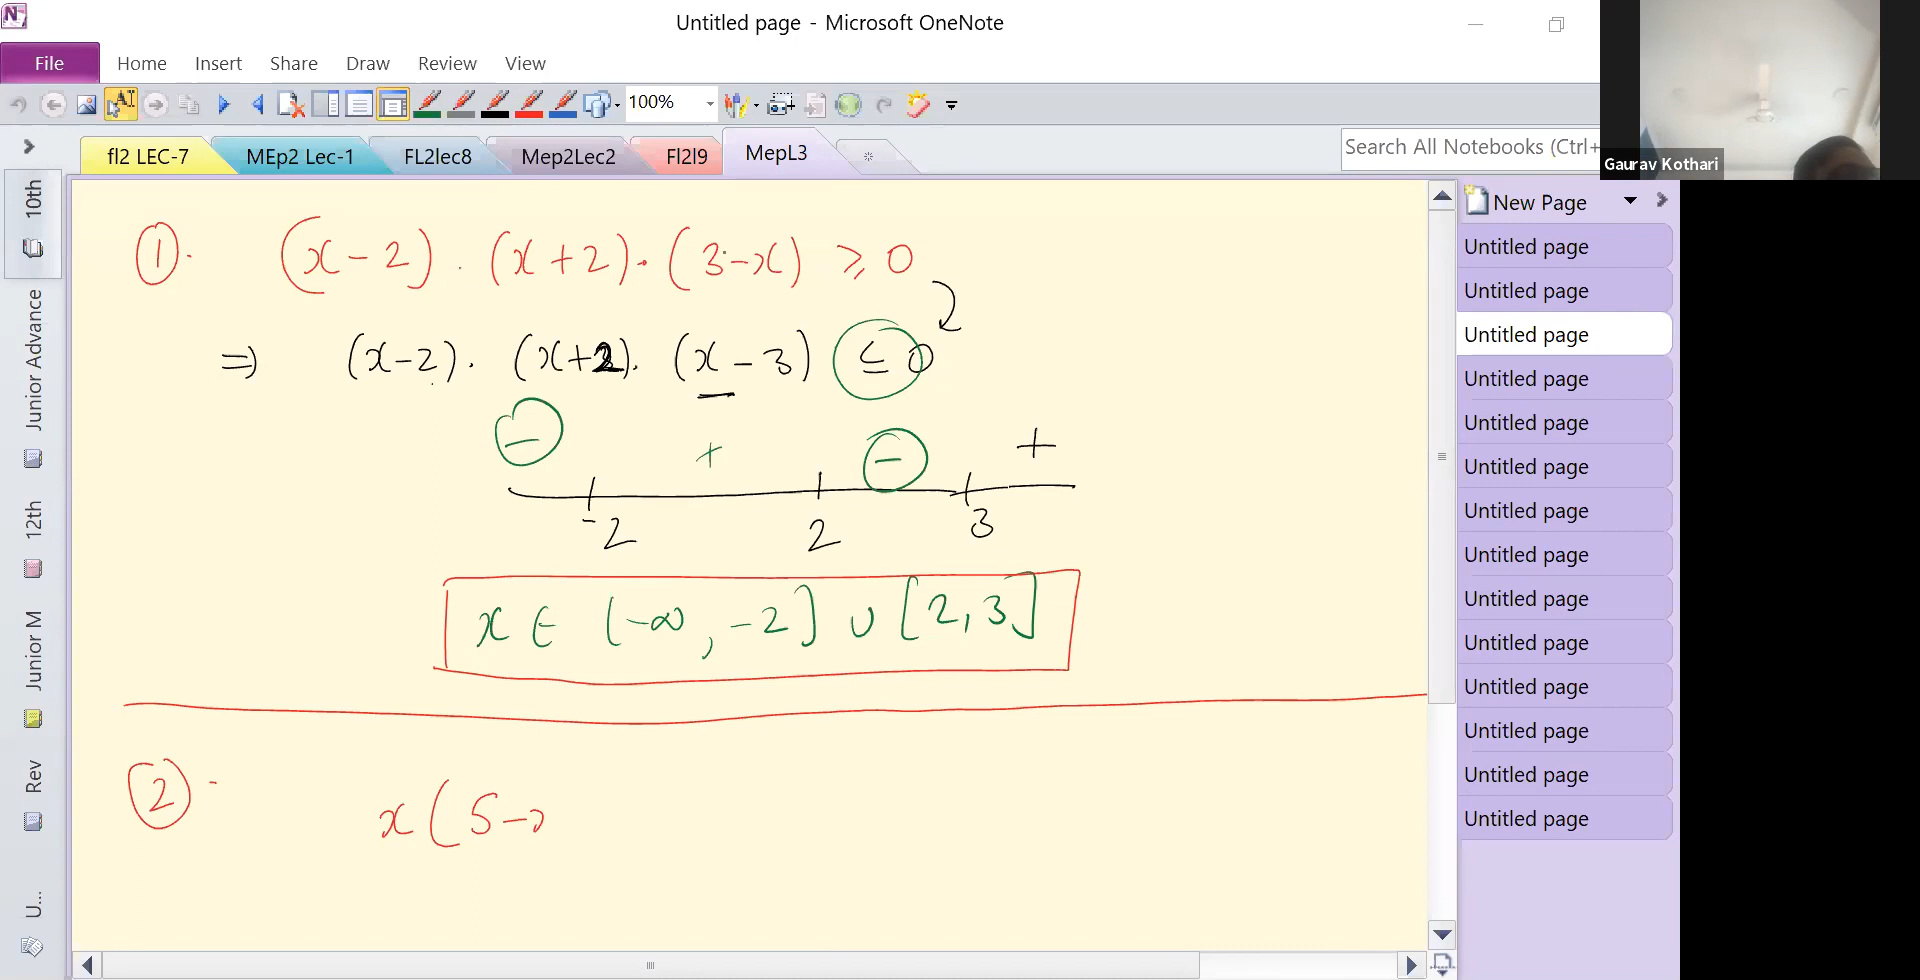 Untitled page - Microsoft OneNote
File Home Insert Share Draw Review View
100%
fl2 LEC-7 MEp2 Lec-1 FL2lec8 Mep2Lec2 Fl2l9 MepL3
Search All Notebooks (Ctrl+
Gaurav Kothari
10th
Junior Advance
12th
Junior M
Rev
U...
New Page
Untitled page
Untitled page
Untitled page
Untitled page
Untitled page
Untitled page
Untitled page
Untitled page
Untitled page
Untitled page
Untitled page
Untitled page
Untitled page
Untitled page
①. (x-2).(x+2).(3-x) ⩾ 0
⇒ (x-2).(x+2).(x-3) ≤ 0
- + - +
-2 2 3
x ∈ (-∞, -2] ∪ [2,3]
② x(5-x